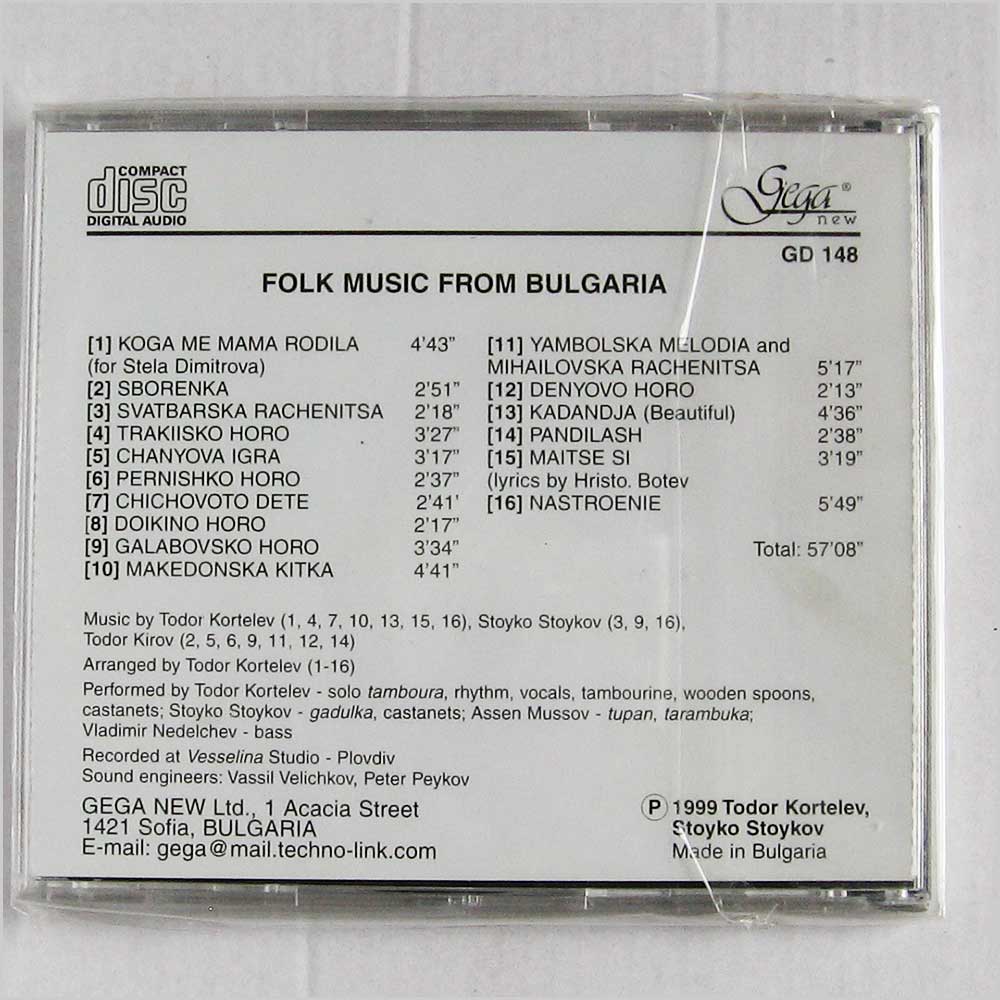 COMPACT
disc
DIGITAL AUDIO
Gega®
new
GD 148
FOLK MUSIC FROM BULGARIA
[1] KOGA ME MAMA RODILA 4'43"
(for Stela Dimitrova)
[2] SBORENKA 2'51"
[3] SVATBARSKA RACHENITSA 2'18"
[4] TRAKIISKO HORO 3'27"
[5] CHANYOVA IGRA 3'17"
[6] PERNISHKO HORO 2'37"
[7] CHICHOVOTO DETE 2'41'
[8] DOIKINO HORO 2'17"
[9] GALABOVSKO HORO 3'34"
[10] MAKEDONSKA KITKA 4'41"
[11] YAMBOLSKA MELODIA and
MIHAILOVSKA RACHENITSA 5'17"
[12] DENYOVO HORO 2'13"
[13] KADANDJA (Beautiful) 4'36"
[14] PANDILASH 2'38"
[15] MAITSE SI 3'19"
(lyrics by Hristo. Botev
[16] NASTROENIE 5'49"
Total: 57'08"
Music by Todor Kortelev (1, 4, 7, 10, 13, 15, 16), Stoyko Stoykov (3, 9, 16),
Todor Kirov (2, 5, 6, 9, 11, 12, 14)
Arranged by Todor Kortelev (1-16)
Performed by Todor Kortelev - solo tamboura, rhythm, vocals, tambourine, wooden spoons,
castanets; Stoyko Stoykov - gadulka, castanets; Assen Mussov - tupan, tarambuka;
Vladimir Nedelchev - bass
Recorded at Vesselina Studio - Plovdiv
Sound engineers: Vassil Velichkov, Peter Peykov
GEGA NEW Ltd., 1 Acacia Street
1421 Sofia, BULGARIA
E-mail: gega@mail.techno-link.com
Ⓟ 1999 Todor Kortelev,
Stoyko Stoykov
Made in Bulgaria